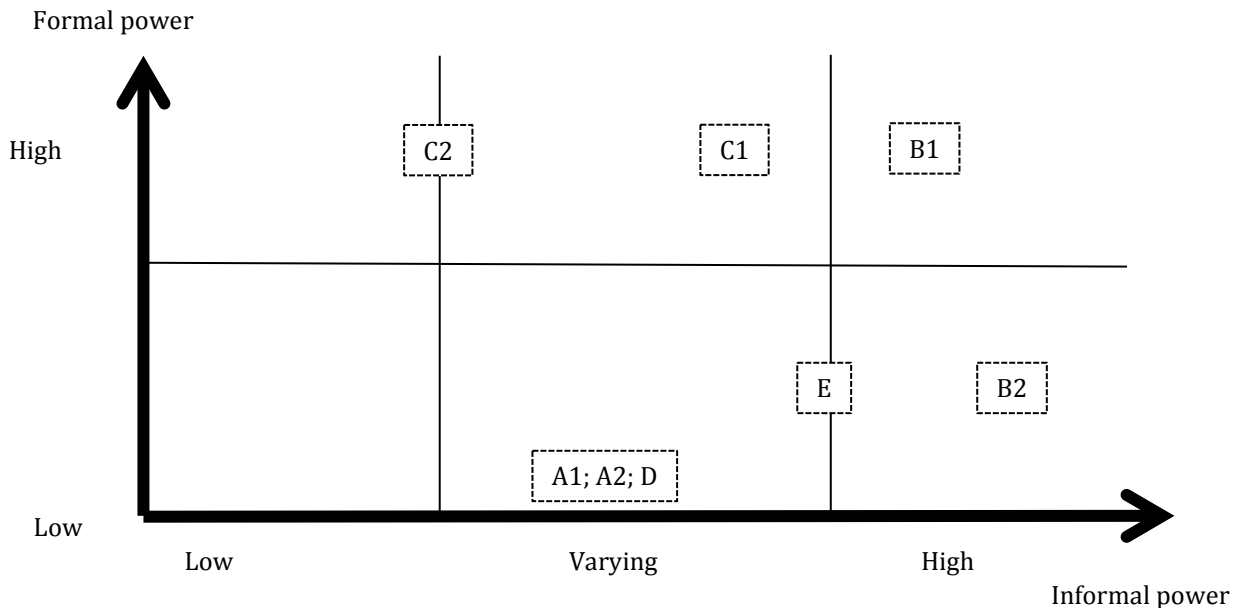 Formal power
High
C2
C1
B1
E
B2
A1; A2; D
Low
Low
Varying
High
Informal power